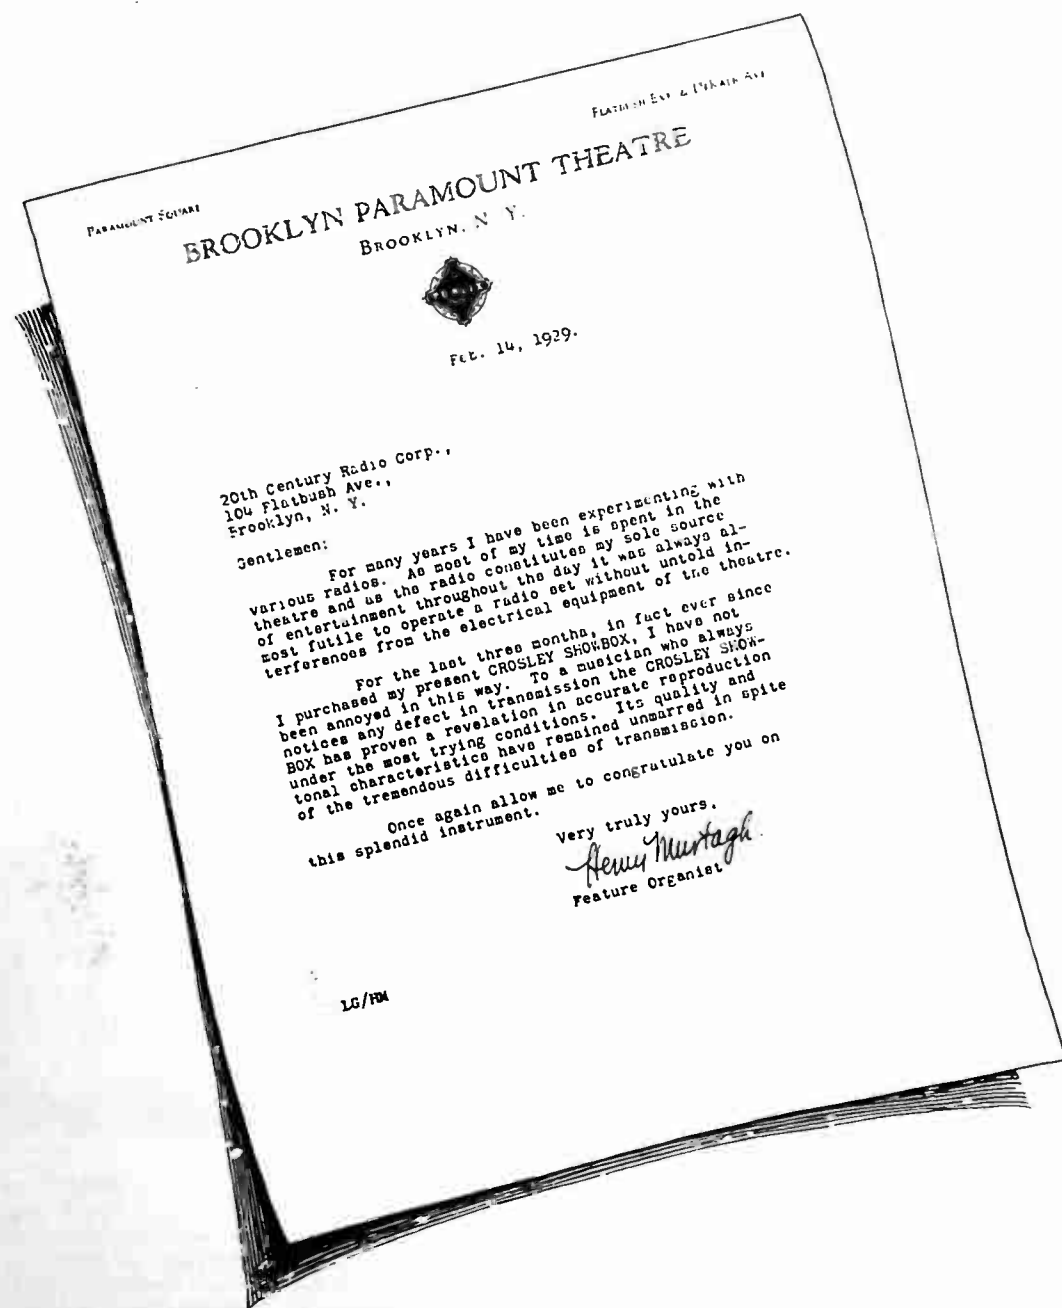 FLATBUSH EXT & DEKALB AVE
PARAMOUNT SQUARE
BROOKLYN PARAMOUNT THEATRE
BROOKLYN, N Y.
Feb. 14, 1929.
20th Century Radio Corp.,
104 Flatbush Ave.,
Brooklyn, N. Y.
Gentlemen:
For many years I have been experimenting with
various radios. As most of my time is spent in the
theatre and as the radio constitutes my sole source
of entertainment throughout the day it was always al-
most futile to operate a radio set without untold in-
terferences from the electrical equipment of the theatre.
For the last three months, in fact ever since
I purchased my present CROSLEY SHOWBOX, I have not
been annoyed in this way. To a musician who always
notices any defect in transmission the CROSLEY SHOW-
BOX has proven a revelation in accurate reproduction
under the most trying conditions. Its quality and
tonal characteristics have remained unmarred in spite
of the tremendous difficulties of transmission.
Once again allow me to congratulate you on
this splendid instrument.
Very truly yours,
Henry Murtagh.
Feature Organist
LG/HM